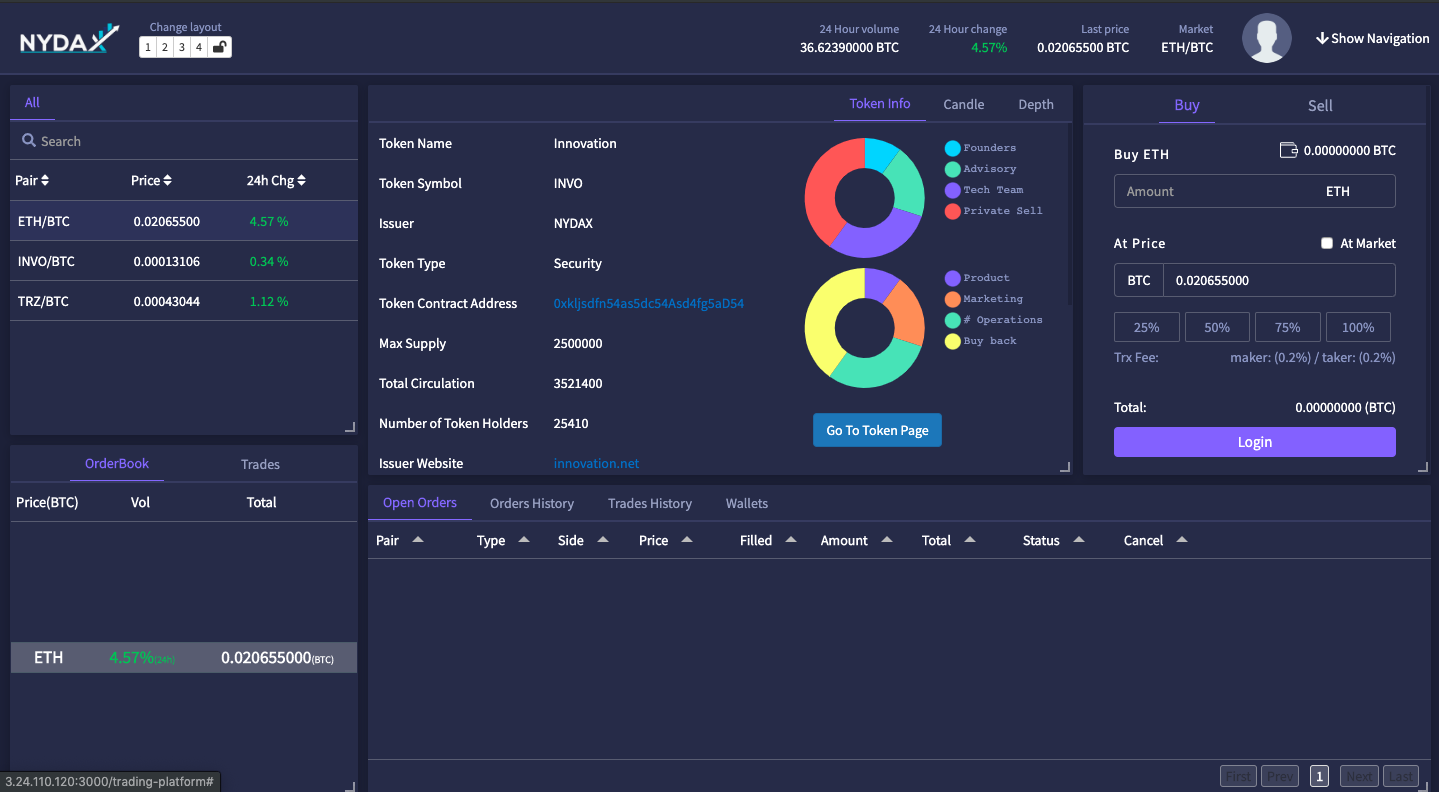 NYDAX
Change layout
1 2 3 4
24 Hour volume
36.62390000 BTC
24 Hour change
4.57%
Last price
0.02065500 BTC
Market
ETH/BTC
Show Navigation
All
Search
Pair Price 24h Chg
ETH/BTC 0.02065500 4.57 %
INVO/BTC 0.00013106 0.34 %
TRZ/BTC 0.00043044 1.12 %
Token Info Candle Depth
Token Name Innovation
Token Symbol INVO
Issuer NYDAX
Token Type Security
Token Contract Address 0xkljsdfn54as5dc54Asd4fg5aD54
Max Supply 2500000
Total Circulation 3521400
Number of Token Holders 25410
Issuer Website innovation.net
Founders
Advisory
Tech Team
Private Sell
Product
Marketing
# Operations
Buy back
Go To Token Page
Buy Sell
Buy ETH 0.00000000 BTC
Amount ETH
At Price At Market
BTC 0.020655000
25% 50% 75% 100%
Trx Fee: maker: (0.2%) / taker: (0.2%)
Total: 0.00000000 (BTC)
Login
OrderBook Trades
Price(BTC) Vol Total
ETH 4.57%(24h) 0.020655000(BTC)
Open Orders Orders History Trades History Wallets
Pair Type Side Price Filled Amount Total Status Cancel
First Prev 1 Next Last
3.24.110.120:3000/trading-platform#